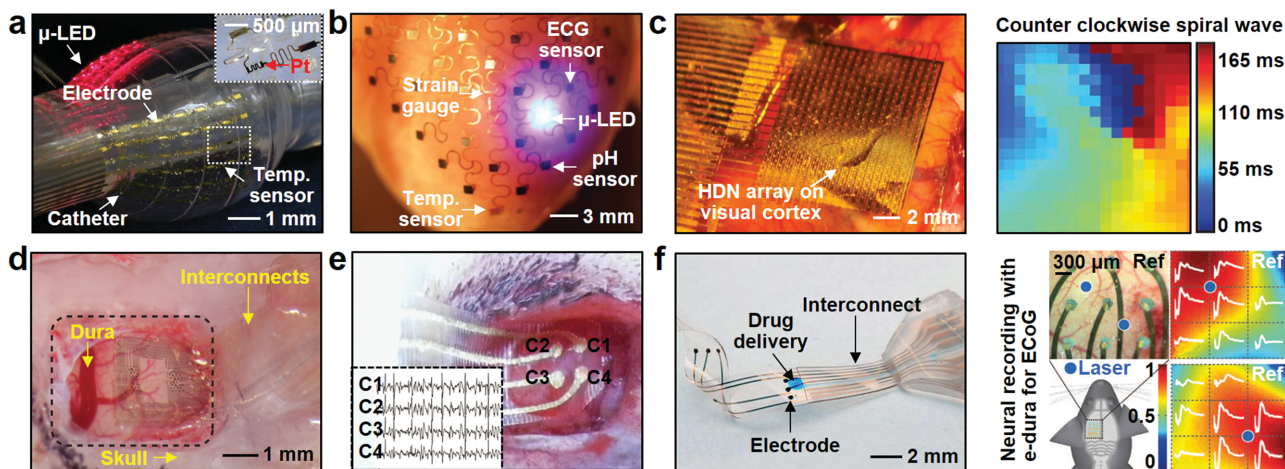 a
μ-LED
500 μm
Pt
Electrode
Temp.
sensor
Catheter
1 mm
b
ECG
sensor
Strain
gauge
μ-LED
pH
sensor
Temp.
sensor
3 mm
c
HDN array on
visual cortex
2 mm
Counter clockwise spiral wave
165 ms
110 ms
55 ms
0 ms
d
Interconnects
Dura
Skull
1 mm
e
C2
C1
C3
C4
C1
C2
C3
C4
f
Interconnect
Drug
delivery
Electrode
2 mm
Neural recording with
e-dura for ECoG
300 μm
Ref
Ref
Laser
1
0.5
0
Ref